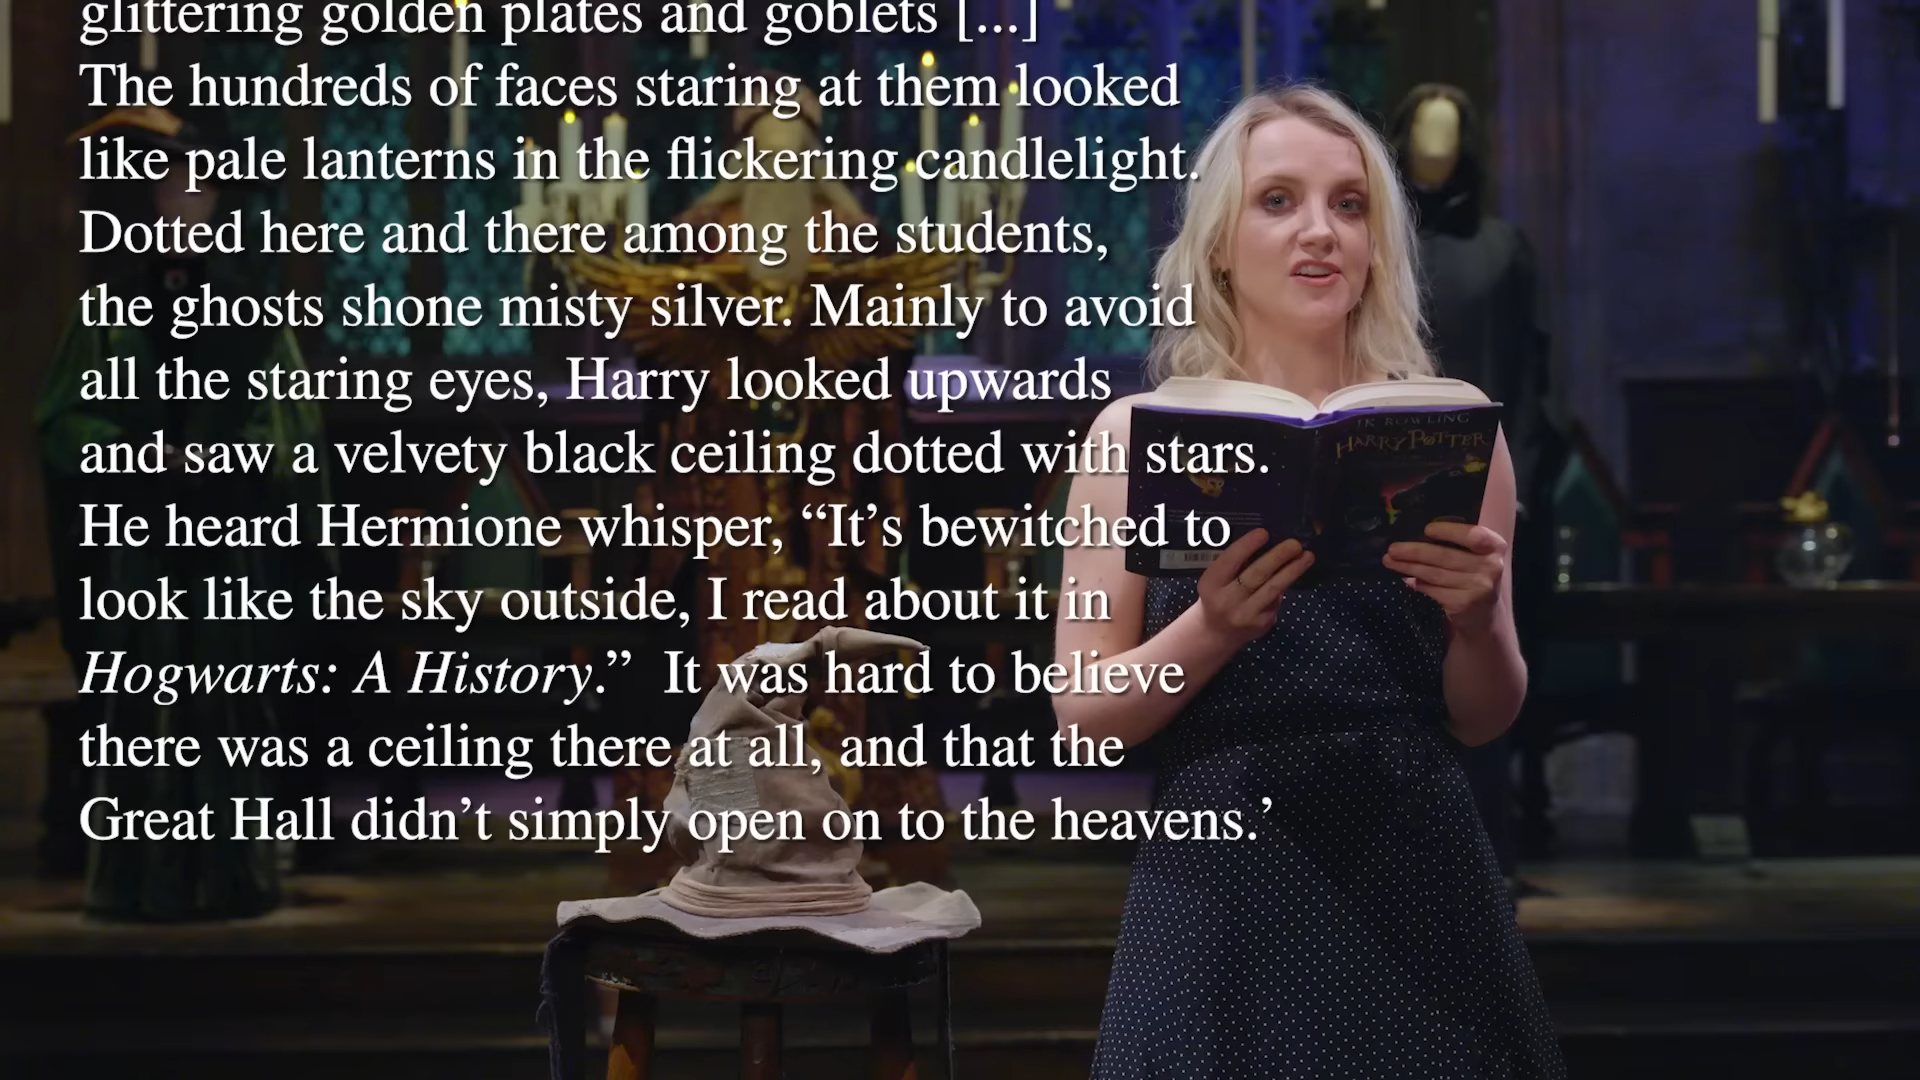 glittering golden plates and goblets [...]
The hundreds of faces staring at them looked
like pale lanterns in the flickering candlelight.
Dotted here and there among the students,
the ghosts shone misty silver. Mainly to avoid
all the staring eyes, Harry looked upwards
and saw a velvety black ceiling dotted with stars.
He heard Hermione whisper, “It’s bewitched to
look like the sky outside, I read about it in
Hogwarts: A History.”  It was hard to believe
there was a ceiling there at all, and that the
Great Hall didn’t simply open on to the heavens.’
JK ROWLING
HARRY POTTER